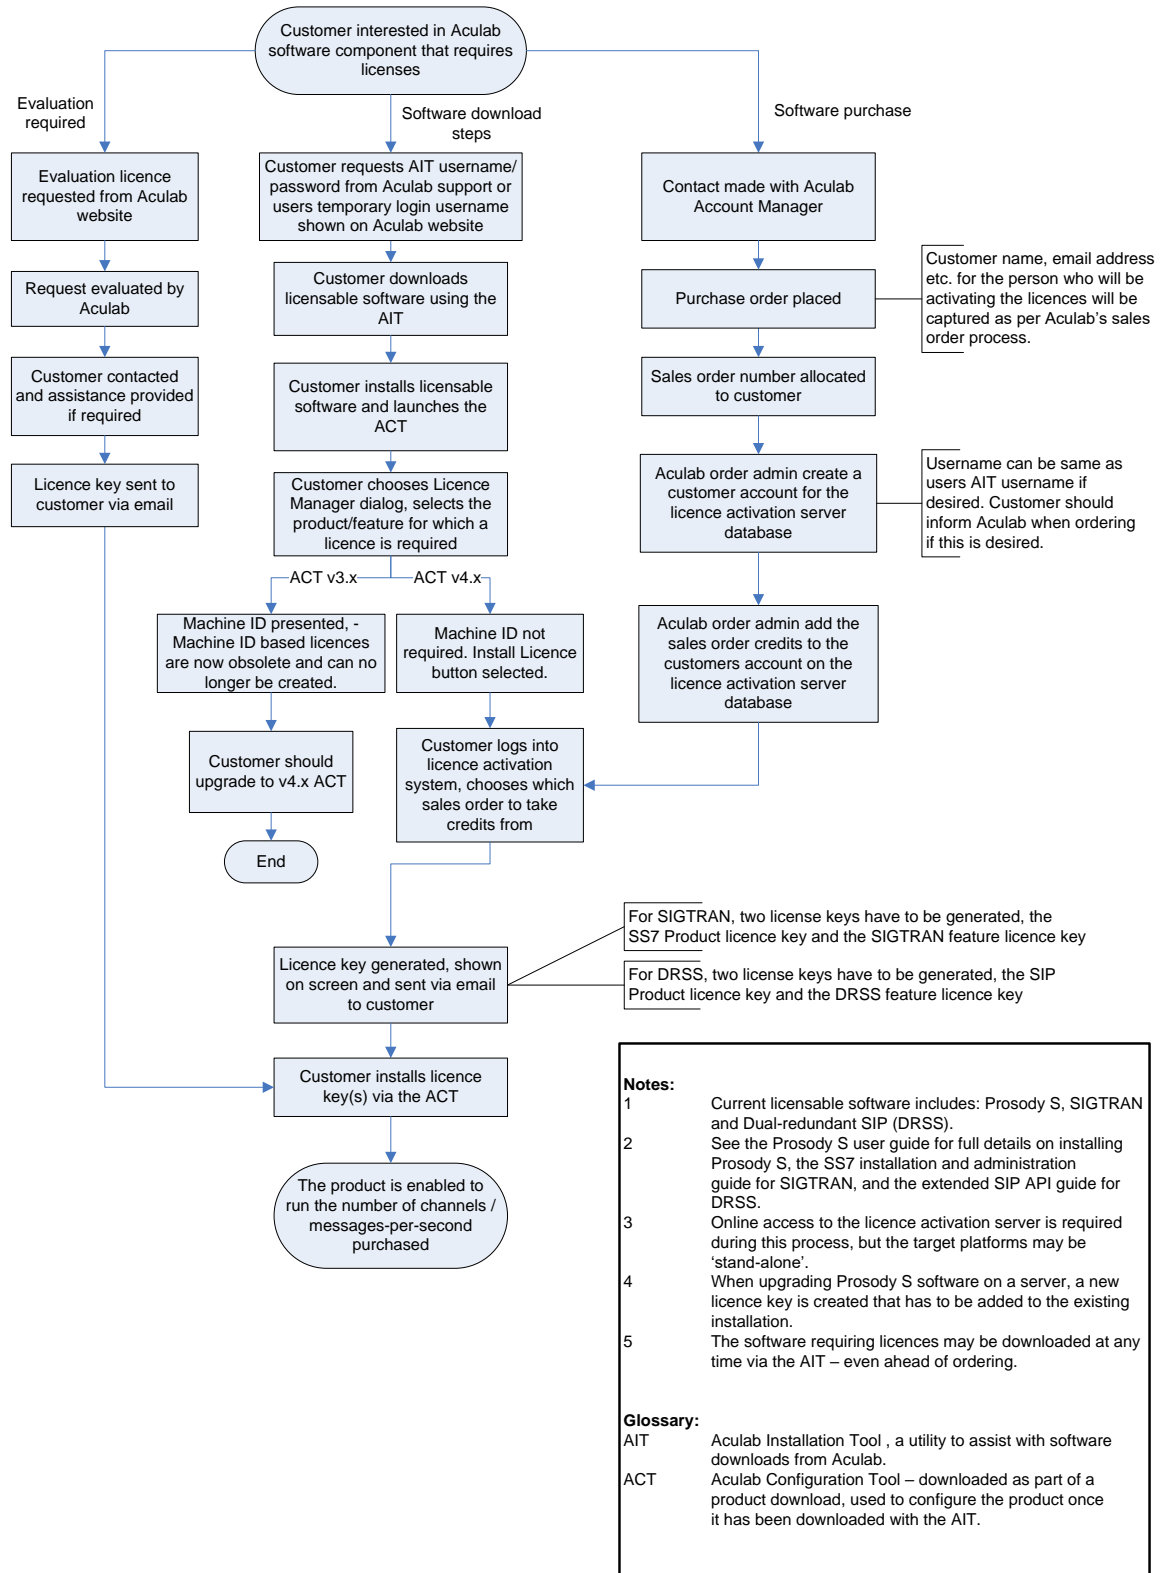 Customer interested in Aculab
software component that requires
licenses
Evaluation
required
Software download
steps
Software purchase
Evaluation licence
requested from Aculab
website
Customer requests AIT username/
password from Aculab support or
users temporary login username
shown on Aculab website
Contact made with Aculab
Account Manager
Request evaluated by
Aculab
Customer downloads
licensable software using the
AIT
Purchase order placed
Customer name, email address
etc. for the person who will be
activating the licences will be
captured as per Aculab's sales
order process.
Customer contacted
and assistance provided
if required
Customer installs licensable
software and launches the
ACT
Sales order number allocated
to customer
Licence key sent to
customer via email
Customer chooses Licence
Manager dialog, selects the
product/feature for which a
licence is required
Aculab order admin create a
customer account for the
licence activation server
database
Username can be same as
users AIT username if
desired. Customer should
inform Aculab when ordering
if this is desired.
ACT v3.x
ACT v4.x
Machine ID presented, -
Machine ID based licences
are now obsolete and can no
longer be created.
Machine ID not
required. Install Licence
button selected.
Aculab order admin add the
sales order credits to the
customers account on the
licence activation server
database
Customer should
upgrade to v4.x ACT
Customer logs into
licence activation
system, chooses which
sales order to take
credits from
End
For SIGTRAN, two license keys have to be generated, the
SS7 Product licence key and the SIGTRAN feature licence key
Licence key generated, shown
on screen and sent via email
to customer
For DRSS, two license keys have to be generated, the SIP
Product licence key and the DRSS feature licence key
Customer installs licence
key(s) via the ACT
The product is enabled to
run the number of channels /
messages-per-second
purchased
Notes:
1 Current licensable software includes: Prosody S, SIGTRAN
and Dual-redundant SIP (DRSS).
2 See the Prosody S user guide for full details on installing
Prosody S, the SS7 installation and administration
guide for SIGTRAN, and the extended SIP API guide for
DRSS.
3 Online access to the licence activation server is required
during this process, but the target platforms may be
‘stand-alone’.
4 When upgrading Prosody S software on a server, a new
licence key is created that has to be added to the existing
installation.
5 The software requiring licences may be downloaded at any
time via the AIT – even ahead of ordering.
Glossary:
AIT Aculab Installation Tool , a utility to assist with software
downloads from Aculab.
ACT Aculab Configuration Tool – downloaded as part of a
product download, used to configure the product once
it has been downloaded with the AIT.